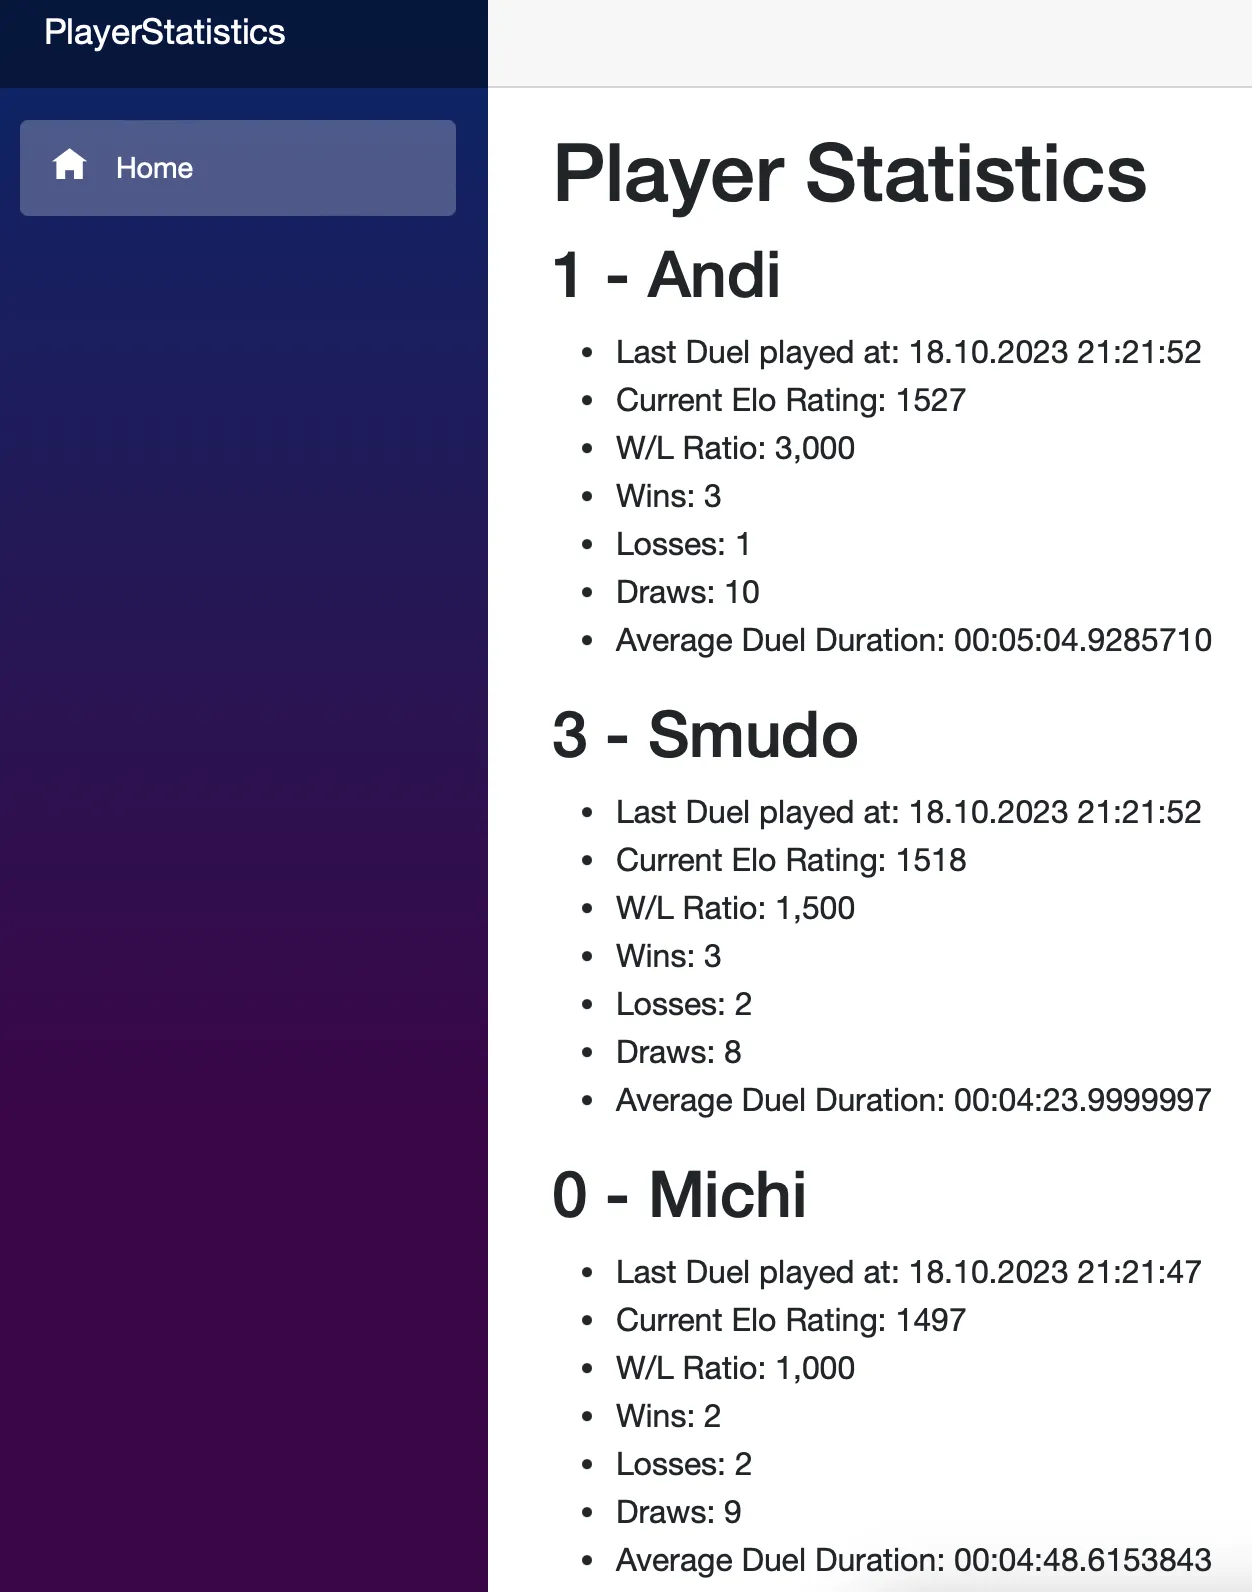 PlayerStatistics
Home
Player Statistics
1 - Andi
• Last Duel played at: 18.10.2023 21:21:52
• Current Elo Rating: 1527
• W/L Ratio: 3,000
• Wins: 3
• Losses: 1
• Draws: 10
• Average Duel Duration: 00:05:04.9285710
3 - Smudo
• Last Duel played at: 18.10.2023 21:21:52
• Current Elo Rating: 1518
• W/L Ratio: 1,500
• Wins: 3
• Losses: 2
• Draws: 8
• Average Duel Duration: 00:04:23.9999997
0 - Michi
• Last Duel played at: 18.10.2023 21:21:47
• Current Elo Rating: 1497
• W/L Ratio: 1,000
• Wins: 2
• Losses: 2
• Draws: 9
• Average Duel Duration: 00:04:48.6153843